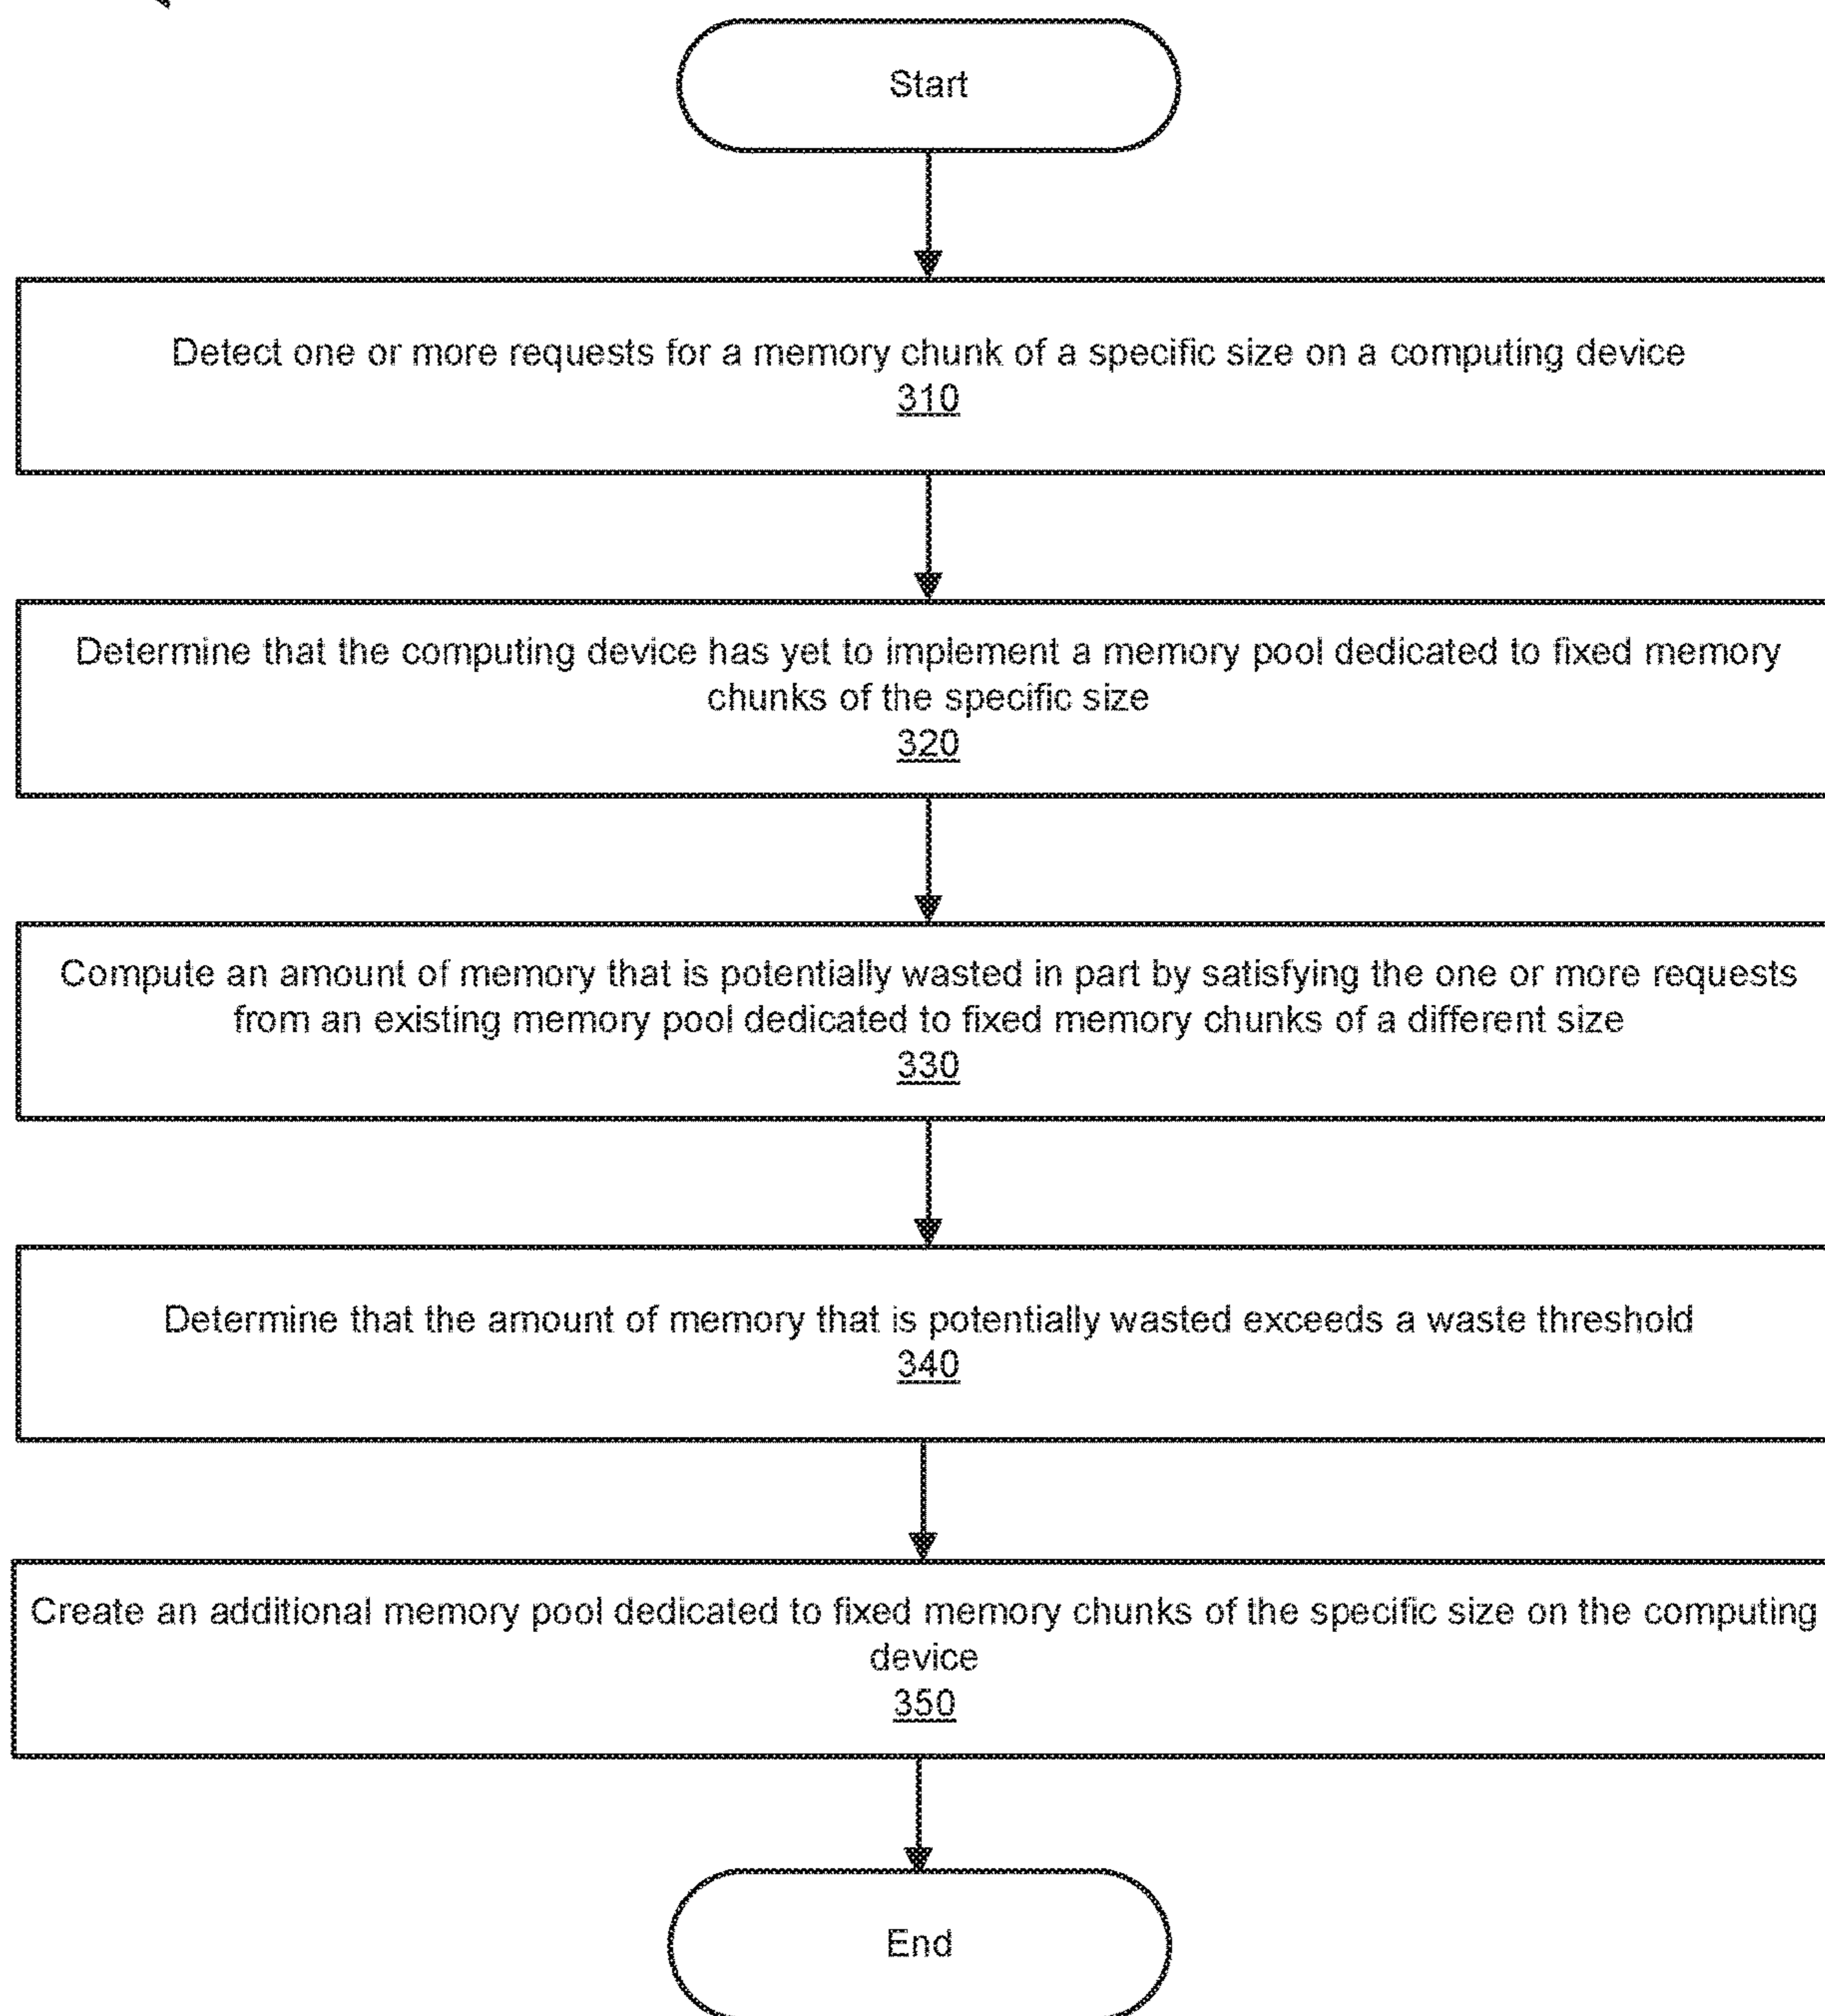 Start
Detect one or more requests for a memory chunk of a specific size on a computing device
310
Determine that the computing device has yet to implement a memory pool dedicated to fixed memory
chunks of the specific size
320
Compute an amount of memory that is potentially wasted in part by satisfying the one or more requests
from an existing memory pool dedicated to fixed memory chunks of a different size
330
Determine that the amount of memory that is potentially wasted exceeds a waste threshold
340
Create an additional memory pool dedicated to fixed memory chunks of the specific size on the computing
device
350
End